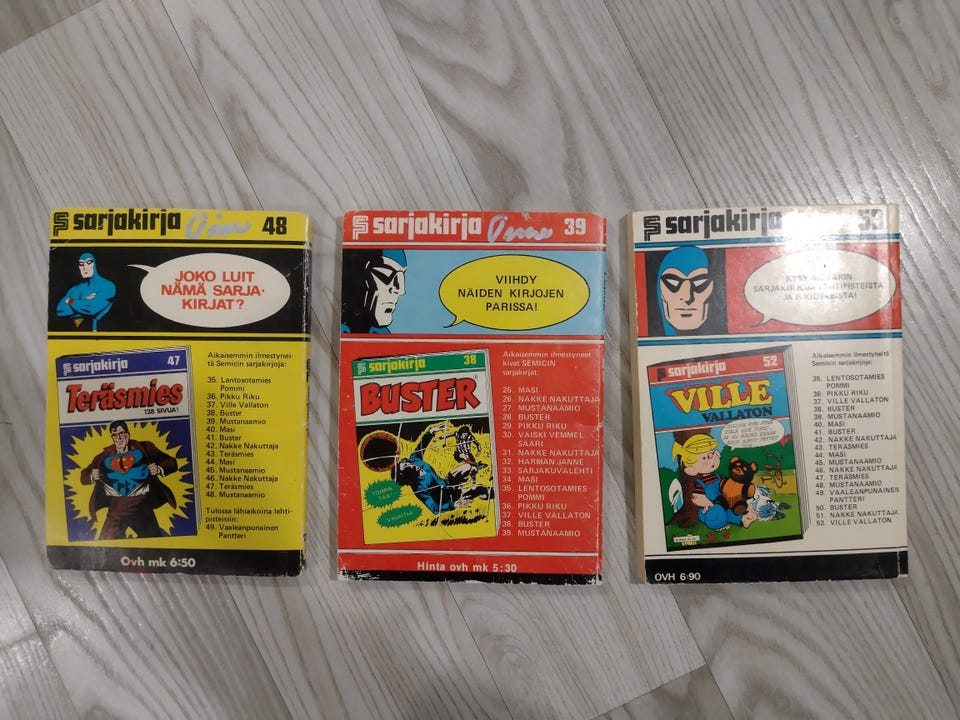 sarjakirja 48
JOKO LUIT
NÄMÄ SARJA-
KIRJAT?
sarjakirja 47
Teräsmies
128 SIVUA!
Aikaisemmin ilmestynei-
tä Semicin sarjakirjoja:
35. Lentosotamies
Pommi
36. Pikku Riku
37. Ville Vallaton
38. Buster
39. Mustanaamio
40. Masi
41. Buster
42. Nakke Nakuttaja
43. Teräsmies
44. Masi
45. Mustanaamio
46. Nakke Nakuttaja
47. Teräsmies
48. Mustanaamio
Tulossa lähiaikoina lehti-
pisteisiin:
49. Vaaleanpunainen
Pantteri
Ovh mk 6:50
sarjakirja 39
VIIHDY
NÄIDEN KIRJOJEN
PARISSA!
sarjakirja 38
BUSTER
Aikaisemmin ilmestyneet
kivat SEMICIN
sarjakirjat:
25. MASI
26. NAKKE NAKUTTAJA
27. MUSTANAAMIO
28. BUSTER
29. PIKKU RIKU
30. VAISKI VEMMEL
SÄÄRI
31. NAKKE NAKUTTAJA
32. HARMAN JANNE
33. SARJAKUVALEHTI
34. MASI
35. LENTOSOTAMIES
POMMI
36. PIKKU RIKU
37. VILLE VALLATON
38. BUSTER
39. MUSTANAAMIO
Hinta ovh mk 5:30
sarjakirja 53
KYSY
SARJAKIRJOJA LEHTIPISTEISTÄ
JA R-KIOSKEISTA!
sarjakirja 52
VILLE
VALLATON
Aikaisemmin ilmestyneitä
Semicin sarjakirjoja:
35. LENTOSOTAMIES
POMMI
36. PIKKU RIKU
37. VILLE VALLATON
38. BUSTER
39. MUSTANAAMIO
40. MASI
41. BUSTER
42. NAKKE NAKUTTAJA
43. TERÄSMIES
44. MASI
45. MUSTANAAMIO
46. NAKKE NAKUTTAJA
47. TERÄSMIES
48. MUSTANAAMIO
49. VAALEANPUNAINEN
PANTTERI
50. BUSTER
51. NAKKE NAKUTTAJA
52. VILLE VALLATON
OVH 6:90